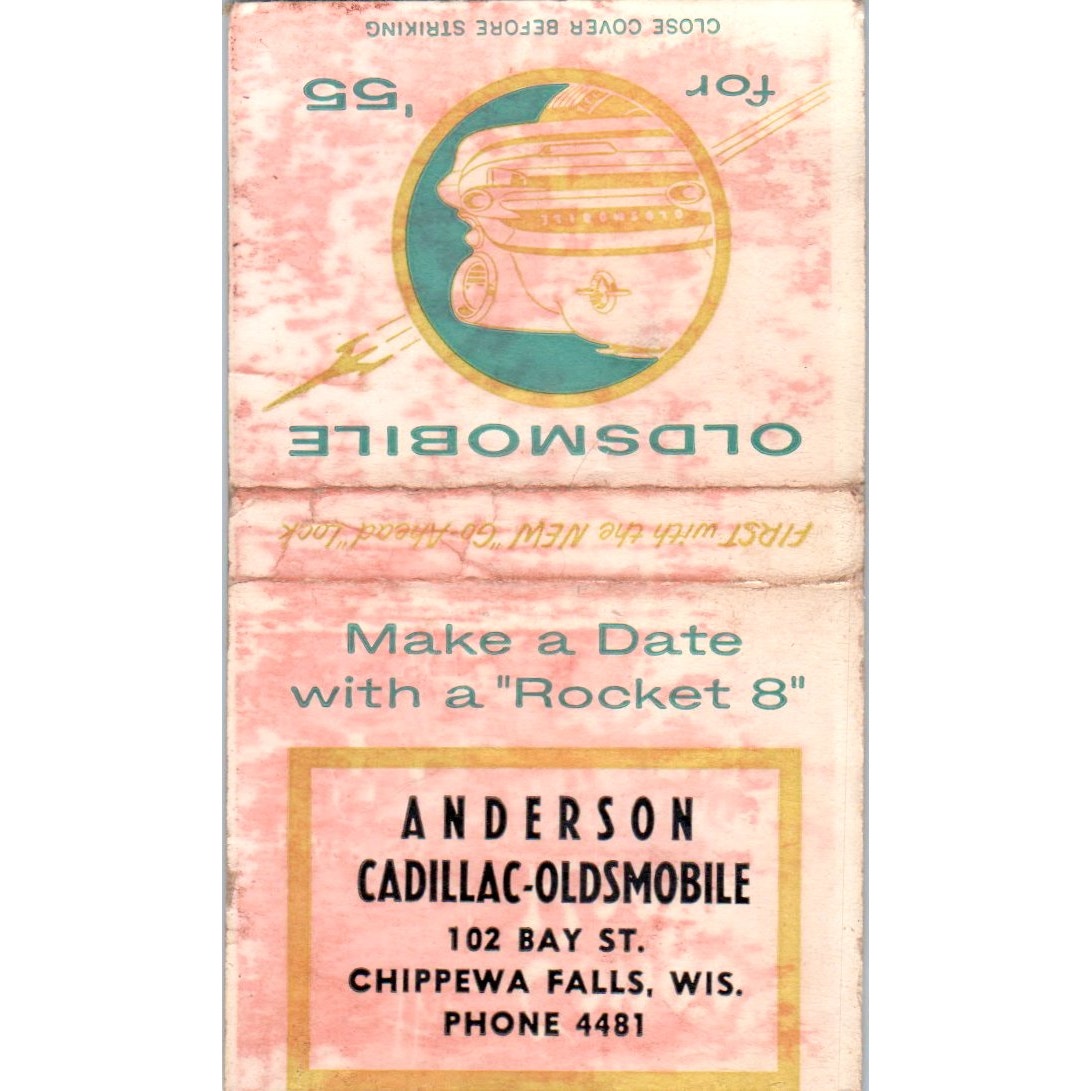 CLOSE COVER BEFORE STRIKING
for '55
OLDSMOBILE
OLDSMOBILE
FIRST with the NEW "Go-Ahead" Look
Make a Date
with a "Rocket 8"
ANDERSON
CADILLAC-OLDSMOBILE
102 BAY ST.
CHIPPEWA FALLS, WIS.
PHONE 4481